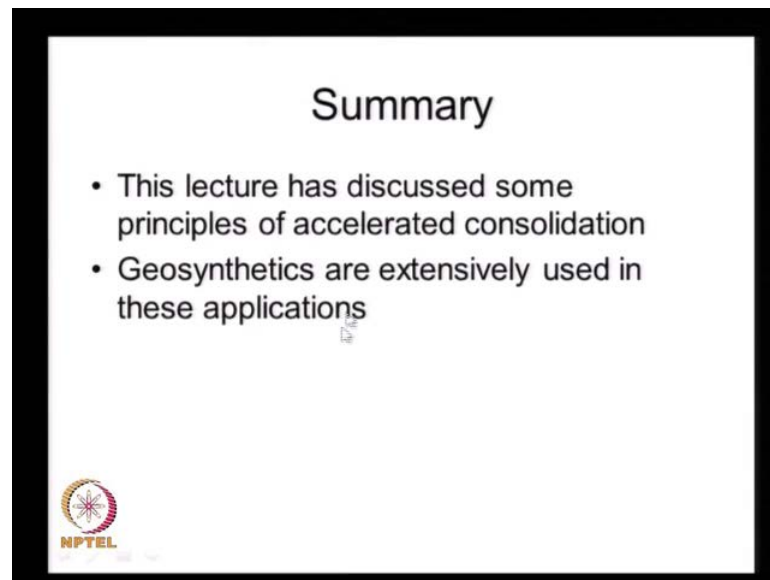 Summary
• This lecture has discussed some
principles of accelerated consolidation
• Geosynthetics are extensively used in
these applications
NPTEL